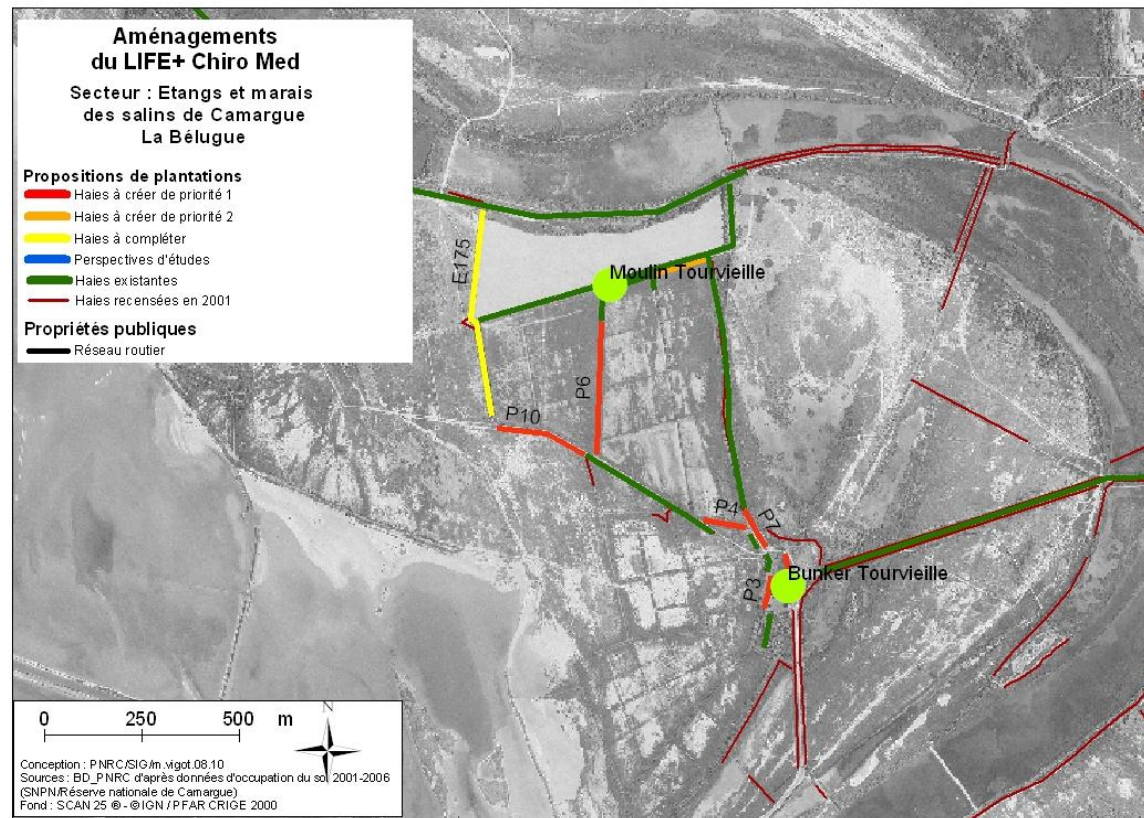 Aménagements
du LIFE+ Chiro Med
Secteur : Etangs et marais
des salins de Camargue
La Bélugue
Propositions de plantations
Haies à créer de priorité 1
Haies à créer de priorité 2
Haies à compléter
Perspectives d'études
Haies existantes
Haies recensées en 2001
Propriétés publiques
Réseau routier
E175
Moulin Tourvieille
P6
P10
P4
P7
Bunker Tourvieille
P3
0 250 500 m
N
Conception : PNRC/SIG/m.vigot.08.10
Sources : BD_PNRC d'après données d'occupation du sol 2001-2006
(SNPN/Réserve nationale de Camargue)
Fond : SCAN 25 ® - ©IGN / PFAR CRIGE 2000